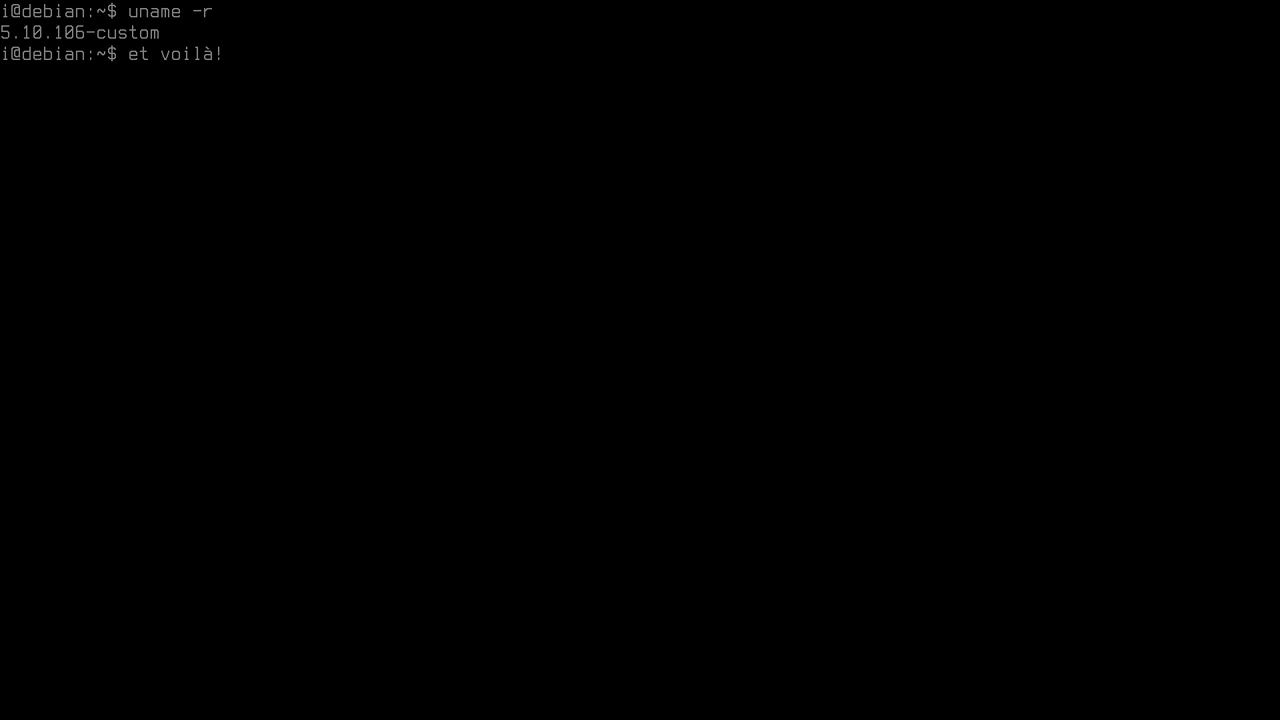 i@debian:~$ uname -r
5.10.106-custom
i@debian:~$ et voilà!